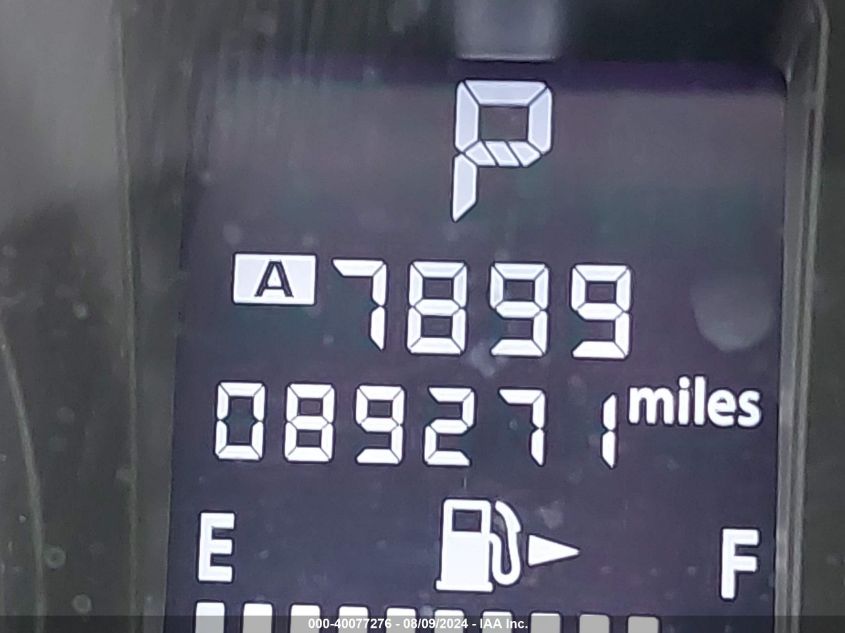 P
A 7899
089271 miles
E F
000-40077276 - 08/09/2024 - IAA Inc.